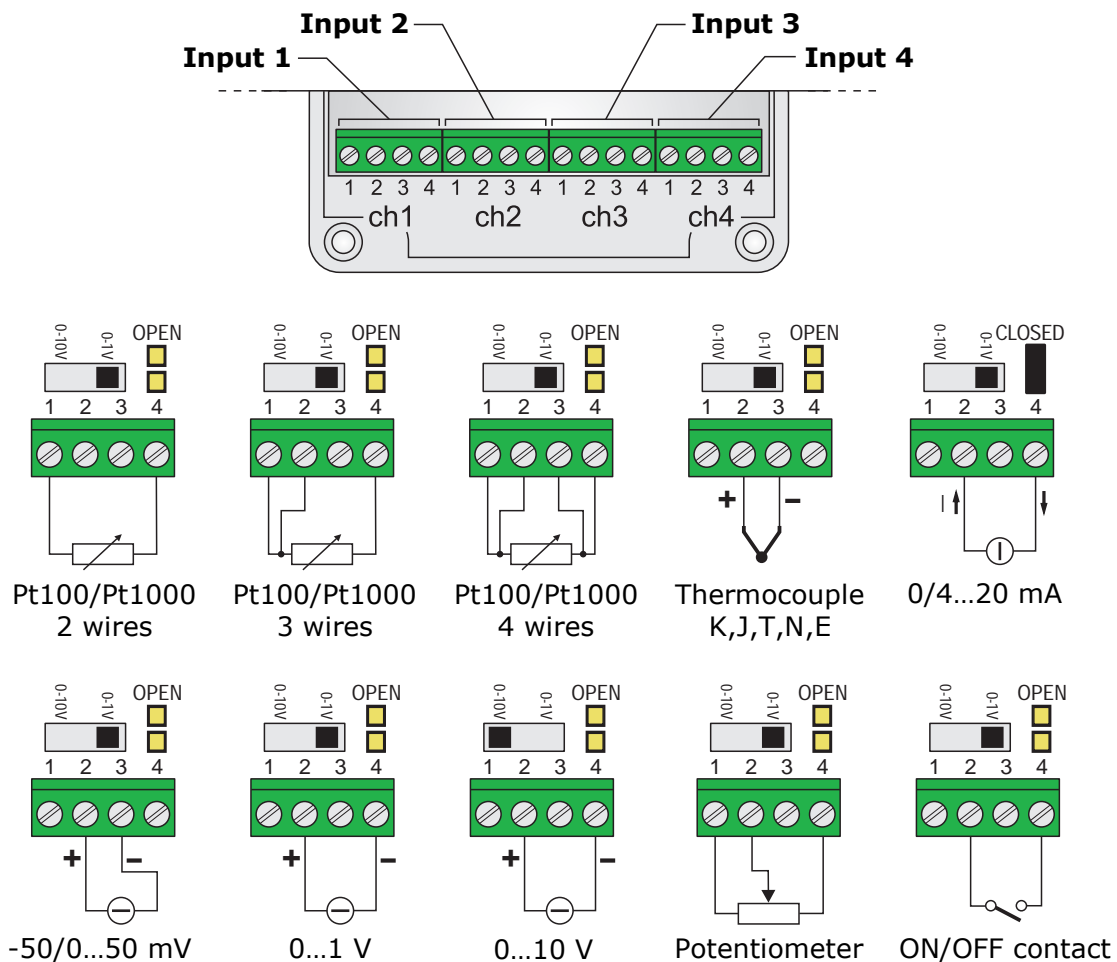 Input 2 Input 3
Input 1 Input 4
1 2 3 4 1 2 3 4 1 2 3 4 1 2 3 4
ch1 ch2 ch3 ch4
0-10V 0-1V OPEN
1 2 3 4
Pt100/Pt1000
2 wires
0-10V 0-1V OPEN
1 2 3 4
Pt100/Pt1000
3 wires
0-10V 0-1V OPEN
1 2 3 4
Pt100/Pt1000
4 wires
0-10V 0-1V OPEN
1 2 3 4
+ −
Thermocouple
K,J,T,N,E
0-10V 0-1V CLOSED
1 2 3 4
I
0/4...20 mA
0-10V 0-1V OPEN
1 2 3 4
+ −
-50/0...50 mV
0-10V 0-1V OPEN
1 2 3 4
+ −
0...1 V
0-10V 0-1V OPEN
1 2 3 4
+ −
0...10 V
0-10V 0-1V OPEN
1 2 3 4
Potentiometer
0-10V 0-1V OPEN
1 2 3 4
ON/OFF contact